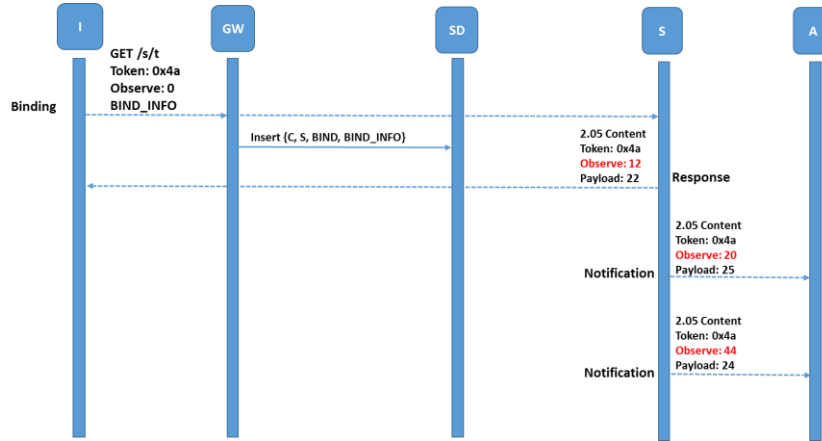 I
GW
SD
S
A
GET /s/t
Token: 0x4a
Observe: 0
BIND_INFO
Binding
Insert {C, S, BIND, BIND_INFO}
2.05 Content
Token: 0x4a
Observe: 12
Payload: 22
Response
2.05 Content
Token: 0x4a
Observe: 20
Payload: 25
Notification
2.05 Content
Token: 0x4a
Observe: 44
Payload: 24
Notification